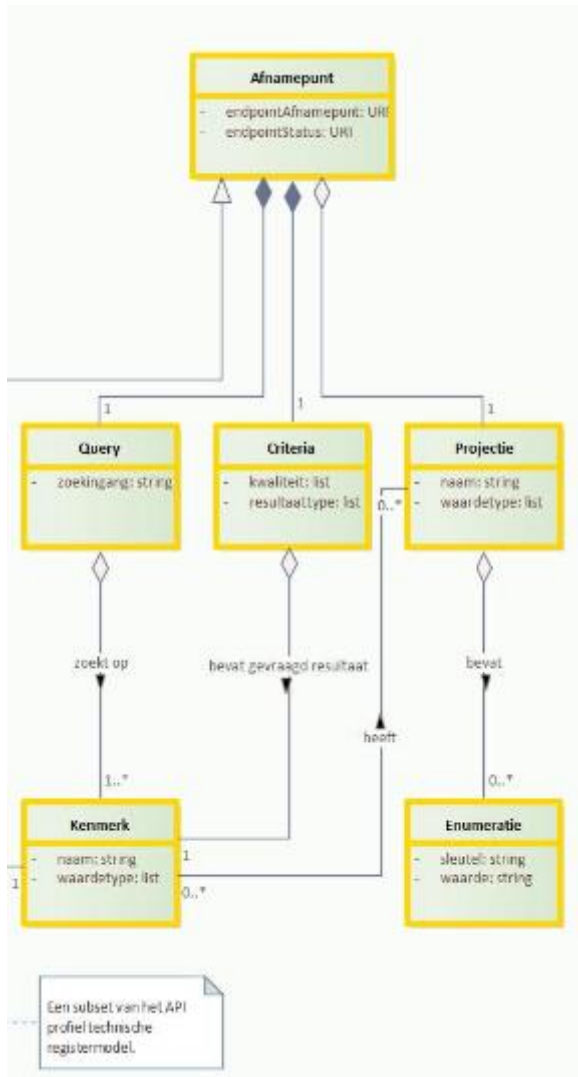 Afnamepunt
- endpointAfnamepunt: URI
- endpointStatus: URI
1
1
1
Query
- zoekingang: string
Criteria
- kwaliteit: list
- resultaattype: list
Projectie
- naam: string
- waardetype: list
0..*
zoekt op
bevat gevraagd resultaat
bevat
heeft
1..*
0..*
Kenmerk
- naam: string
- waardetype: list
1
1
0..*
Enumeratie
- sleutel: string
- waarde: string
Een subset van het API
profiel technische
registermodel.